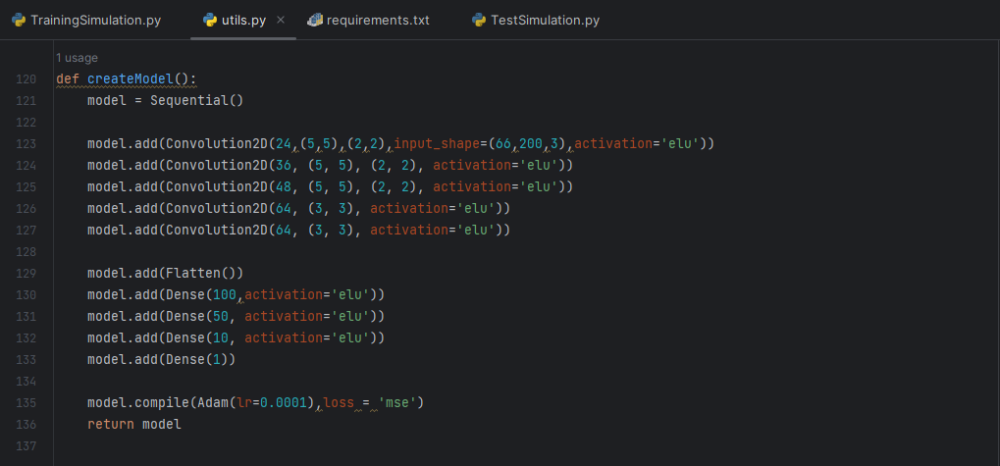 TrainingSimulation.py utils.py requirements.txt TestSimulation.py
1 usage
120 def createModel():
121 model = Sequential()
122
123 model.add(Convolution2D(24,(5,5),(2,2),input_shape=(66,200,3),activation='elu'))
124 model.add(Convolution2D(36, (5, 5), (2, 2), activation='elu'))
125 model.add(Convolution2D(48, (5, 5), (2, 2), activation='elu'))
126 model.add(Convolution2D(64, (3, 3), activation='elu'))
127 model.add(Convolution2D(64, (3, 3), activation='elu'))
128
129 model.add(Flatten())
130 model.add(Dense(100,activation='elu'))
131 model.add(Dense(50, activation='elu'))
132 model.add(Dense(10, activation='elu'))
133 model.add(Dense(1))
134
135 model.compile(Adam(lr=0.0001),loss = 'mse')
136 return model
137